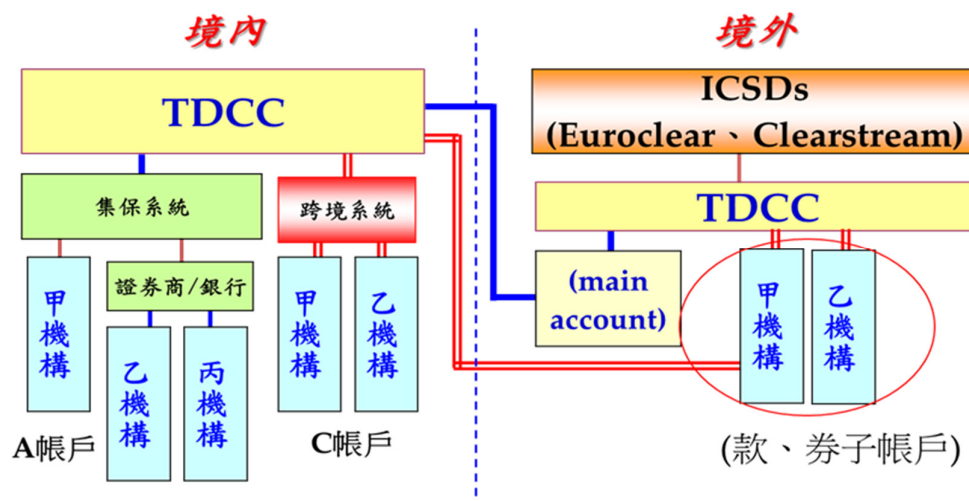 境內
境外
TDCC
ICSDs
(Euroclear、Clearstream)
TDCC
集保系統
跨境系統
證券商/銀行
甲機構
乙機構
丙機構
甲機構
乙機構
(main
account)
甲機構
乙機構
A帳戶
C帳戶
(款、券子帳戶)